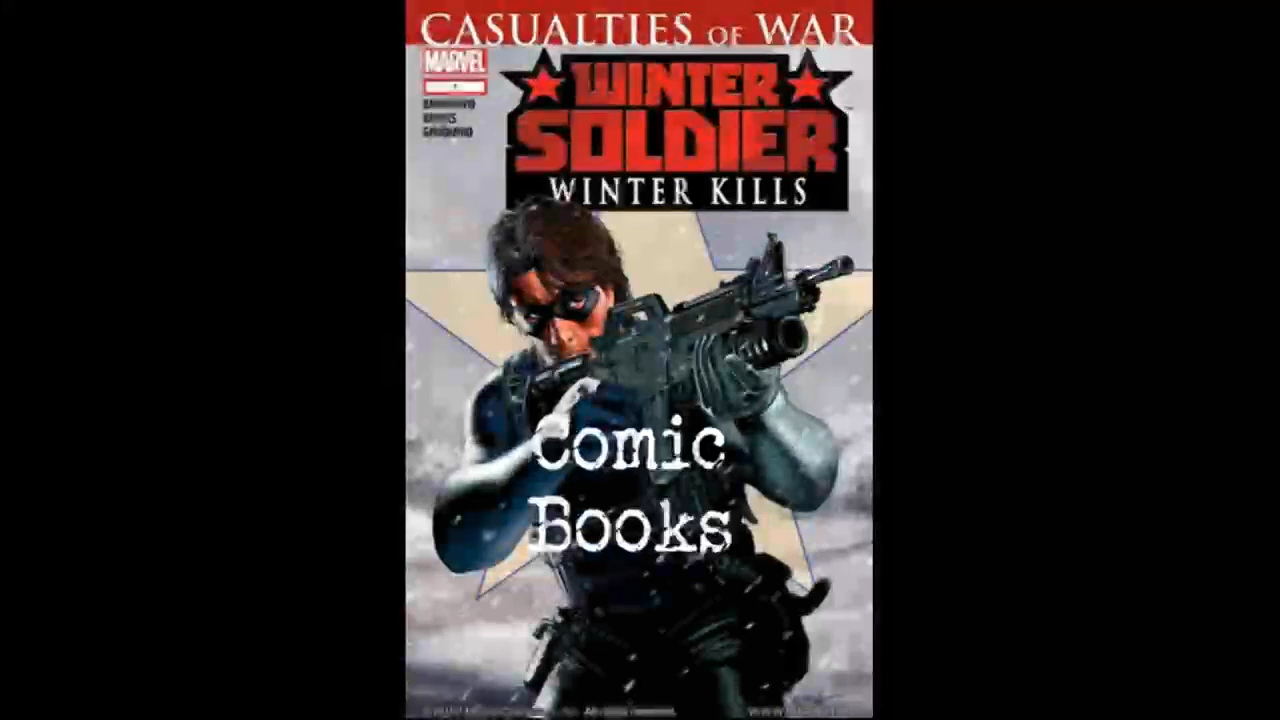 CASUALTIES OF WAR
MARVEL
WINTER
SOLDIER
WINTER KILLS
Comic
Books